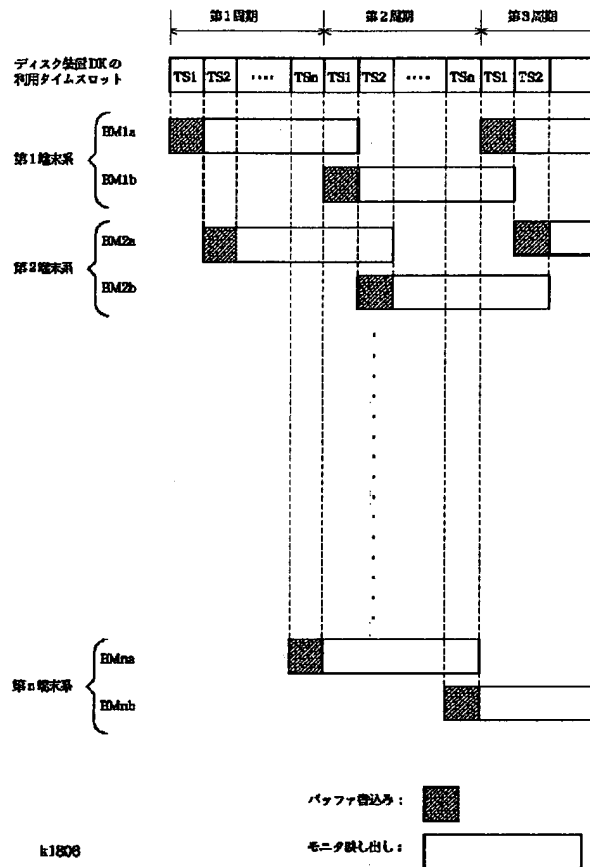 第1周期 第2周期 第3周期
ディスク装置DKの
利用タイムスロット
TS1 TS2 ···· TSn TS1 TS2 ···· TSn TS1 TS2
BM1a
第1端末系
BM1b
BM2a
第2端末系
BM2b
BMna
第n端末系
BMnb
バッファ書込み：
モニタ映し出し：
k1806